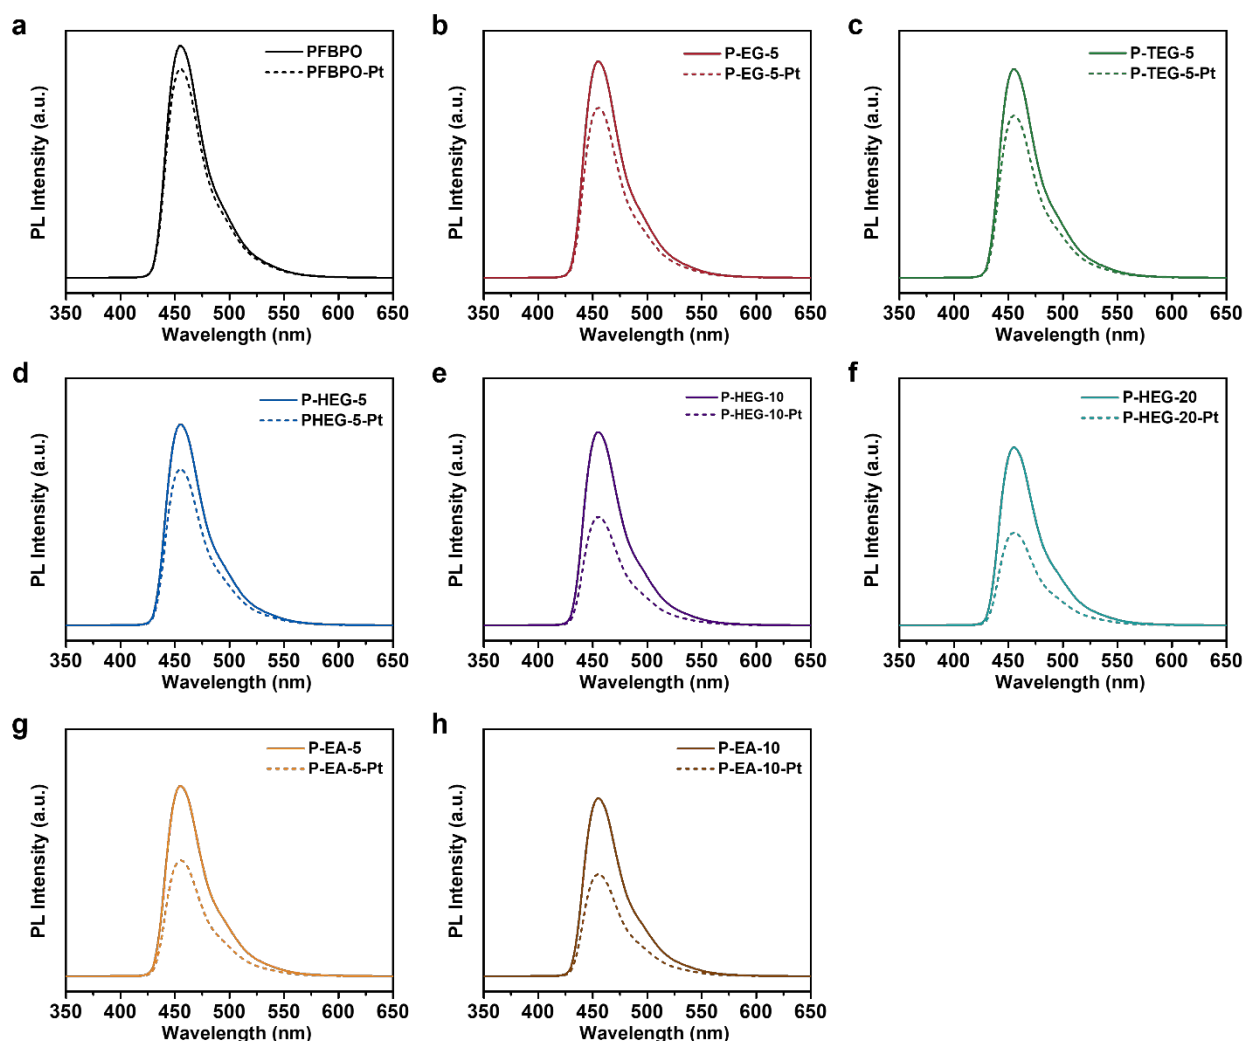 a
PFBPO
PFBPO-Pt
PL Intensity (a.u.)
350 400 450 500 550 600 650
Wavelength (nm)
b
P-EG-5
P-EG-5-Pt
PL Intensity (a.u.)
350 400 450 500 550 600 650
Wavelength (nm)
c
P-TEG-5
P-TEG-5-Pt
PL Intensity (a.u.)
350 400 450 500 550 600 650
Wavelength (nm)
d
P-HEG-5
PHEG-5-Pt
PL Intensity (a.u.)
350 400 450 500 550 600 650
Wavelength (nm)
e
P-HEG-10
P-HEG-10-Pt
PL Intensity (a.u.)
350 400 450 500 550 600 650
Wavelength (nm)
f
P-HEG-20
P-HEG-20-Pt
PL Intensity (a.u.)
350 400 450 500 550 600 650
Wavelength (nm)
g
P-EA-5
P-EA-5-Pt
PL Intensity (a.u.)
350 400 450 500 550 600 650
Wavelength (nm)
h
P-EA-10
P-EA-10-Pt
PL Intensity (a.u.)
350 400 450 500 550 600 650
Wavelength (nm)